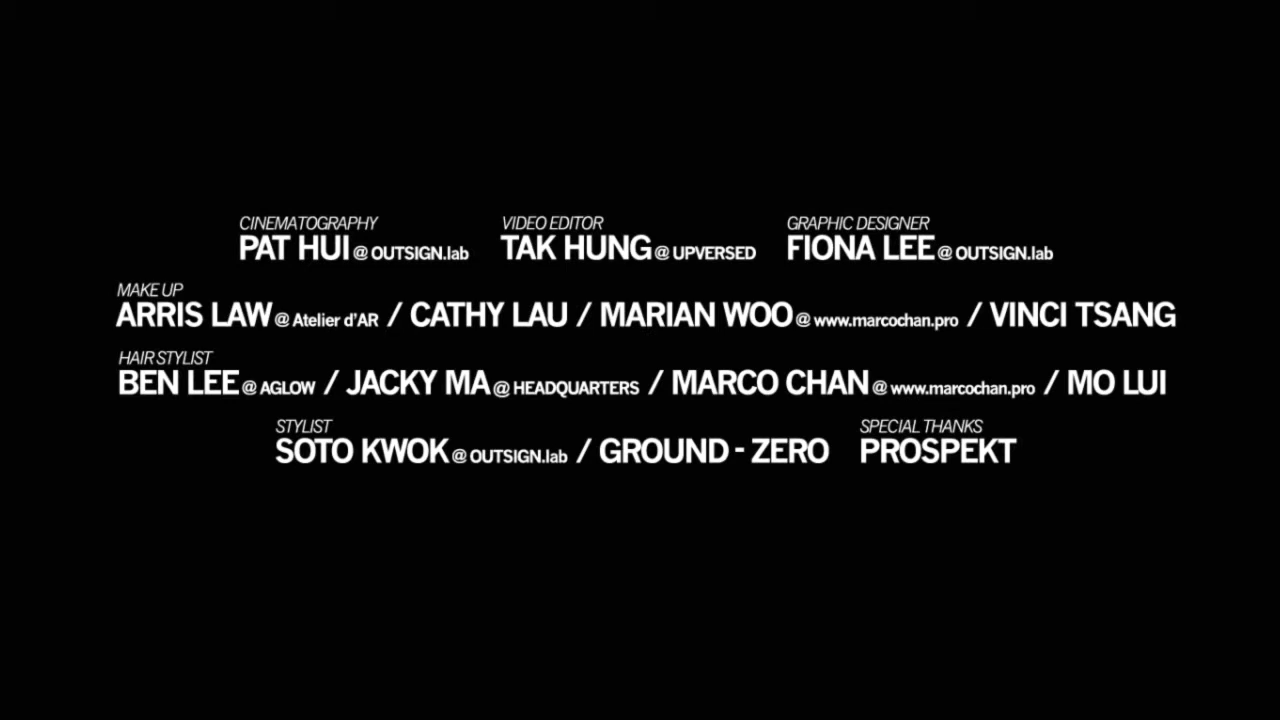 CINEMATOGRAPHY VIDEO EDITOR GRAPHIC DESIGNER
PAT HUI @ OUTSIGN.lab TAK HUNG @ UPVERSED FIONA LEE @ OUTSIGN.lab
MAKE UP
ARRIS LAW @ Atelier d'AR / CATHY LAU / MARIAN WOO @ www.marcochan.pro / VINCI TSANG
HAIR STYLIST
BEN LEE @ AGLOW / JACKY MA @ HEADQUARTERS / MARCO CHAN @ www.marcochan.pro / MO LUI
STYLIST SPECIAL THANKS
SOTO KWOK @ OUTSIGN.lab / GROUND - ZERO PROSPEKT